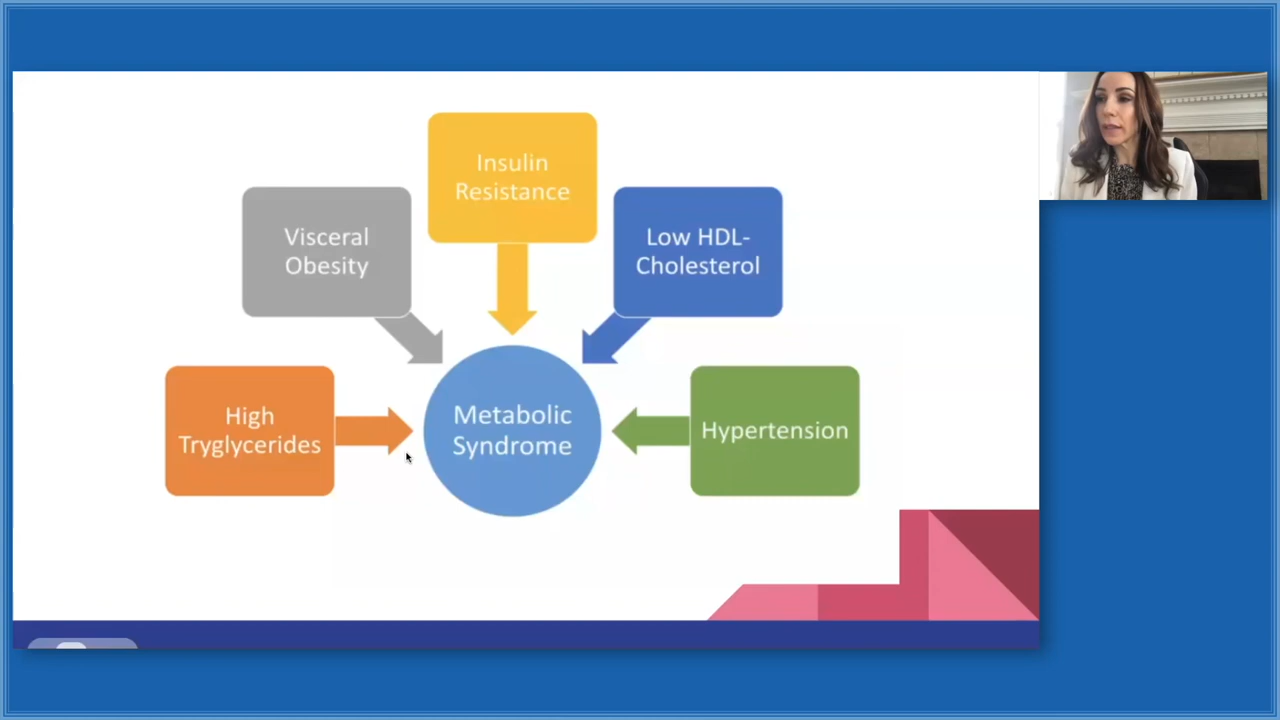 Insulin
Resistance
Visceral
Obesity
Low HDL-
Cholesterol
High
Tryglycerides
Metabolic
Syndrome
Hypertension